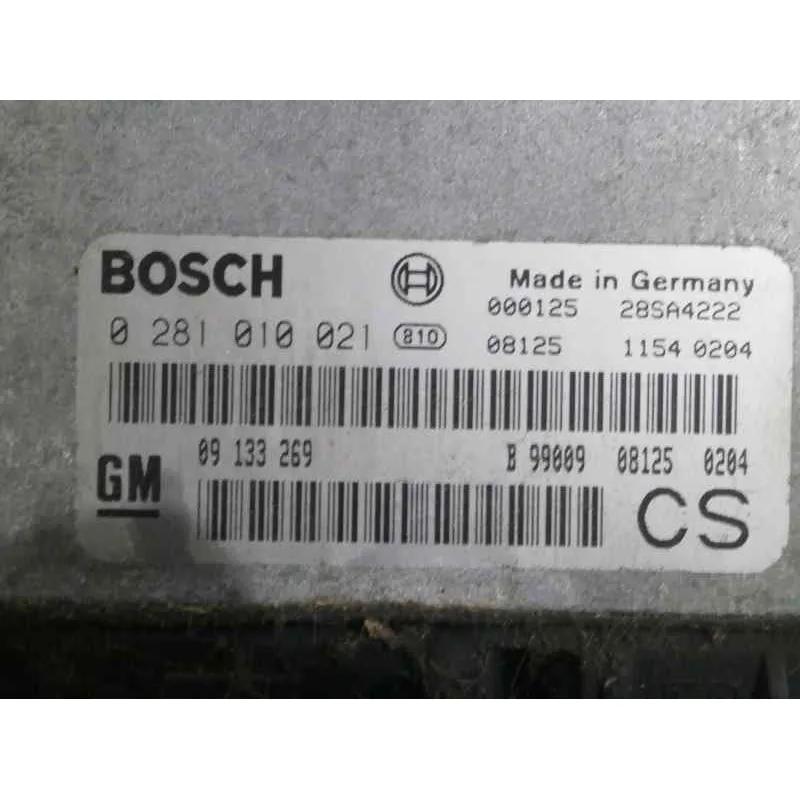 BOSCH Made in Germany
000125 28SA4222
0 281 010 021 810 08125 1154 0204
GM 09 133 269 B 99009 08125 0204
CS